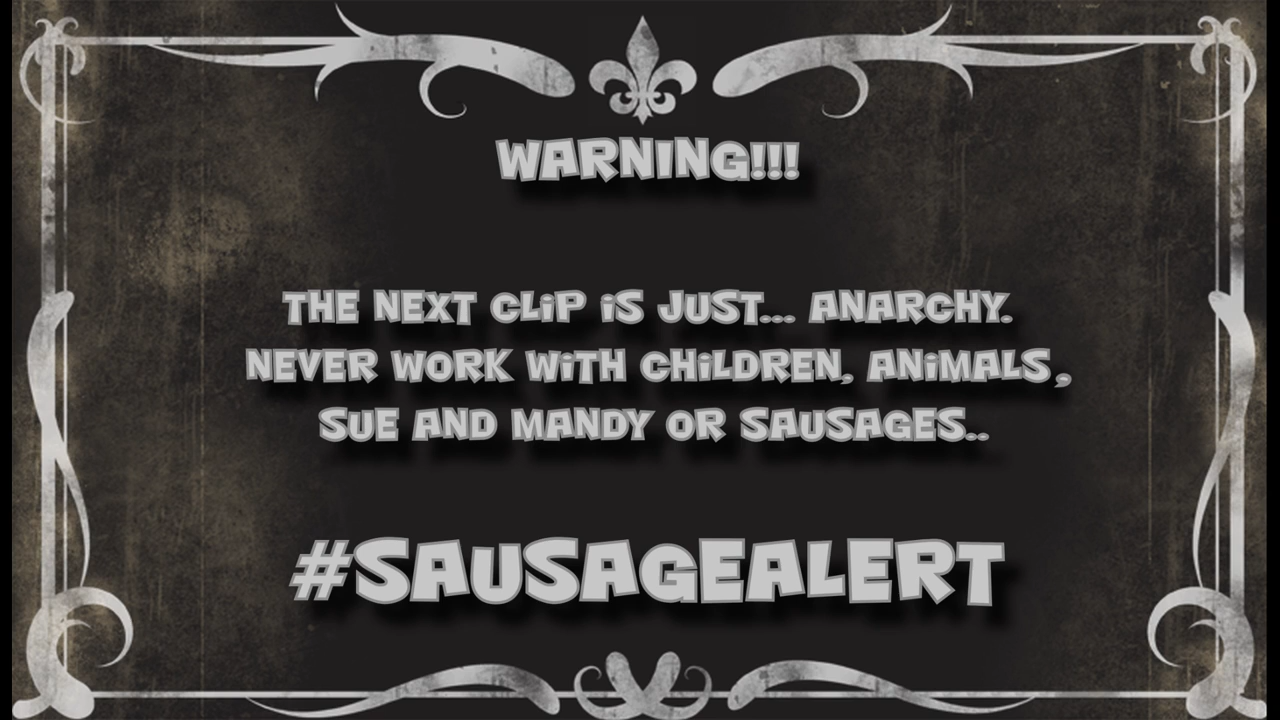 WARNING!!!
THE NEXT CLiP iS JUST... ANARCHY.
NEVER WORK WiTH CHiLDREN, ANiMALS,
SUE AND MANDY OR SAUSAGES..
#SAUSAGEALERT